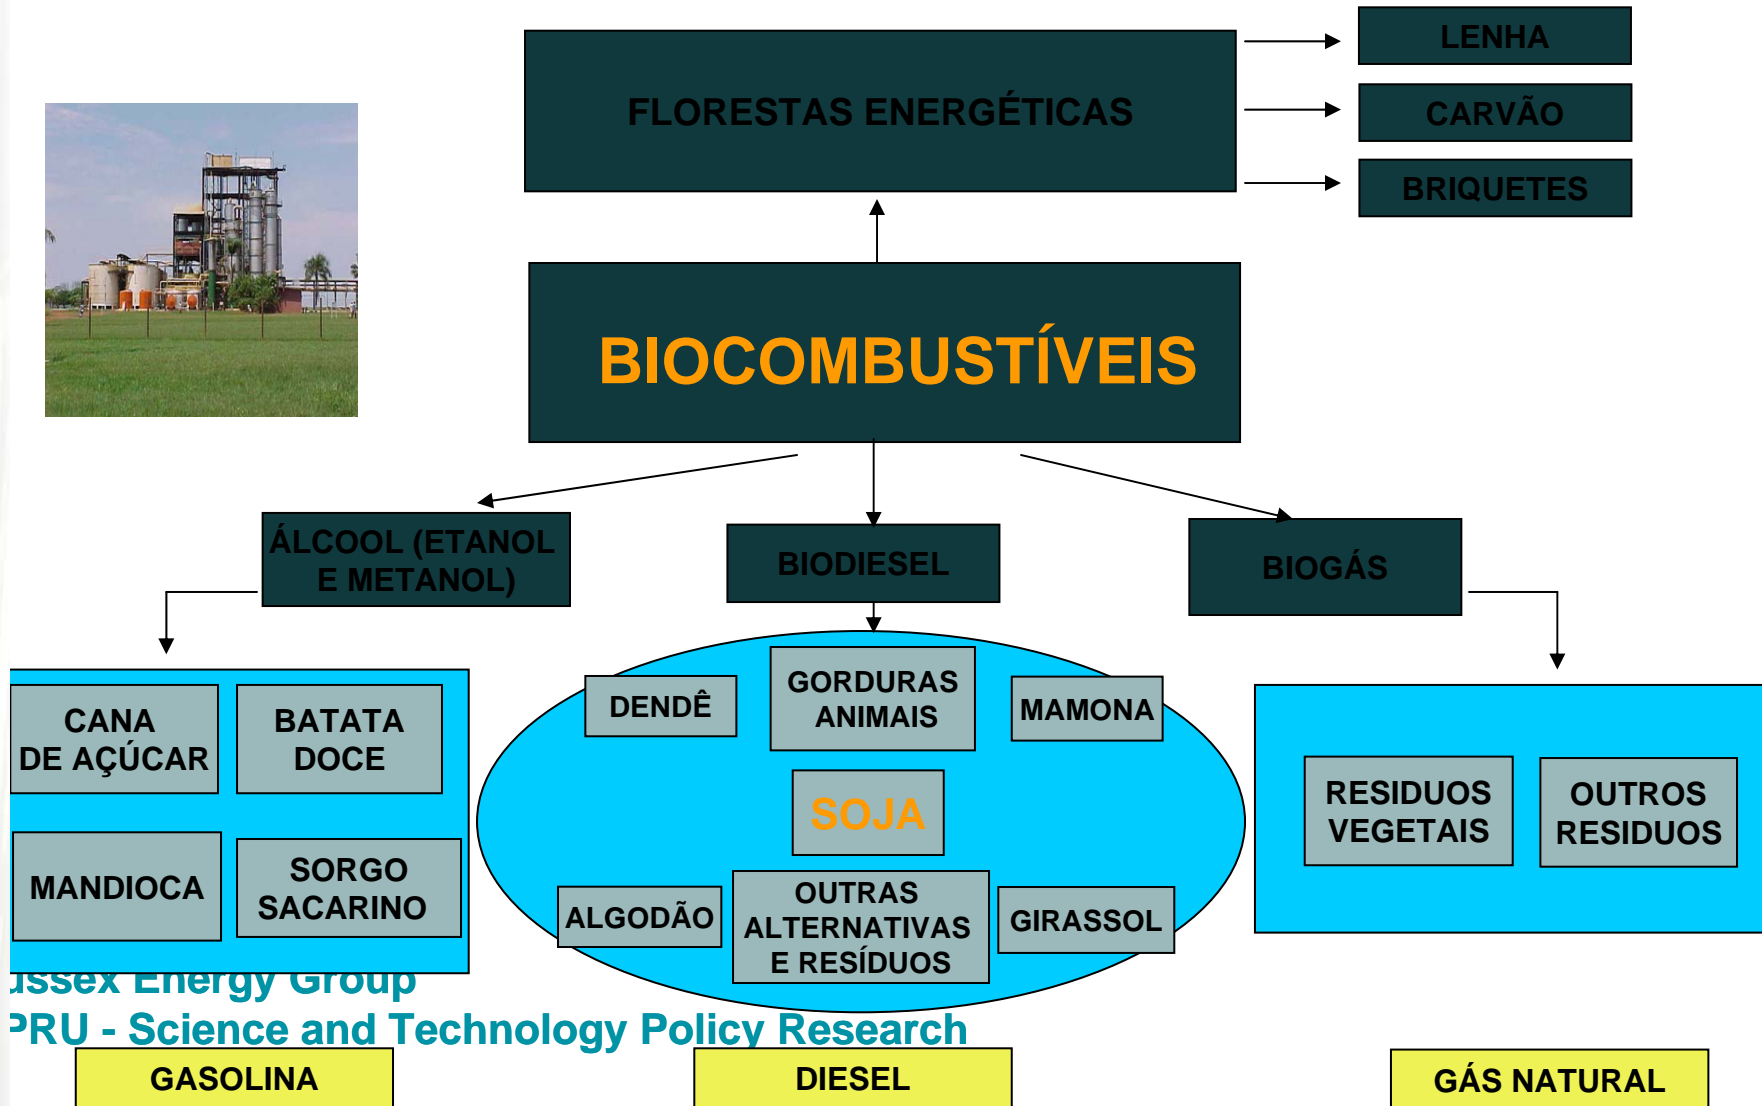 LENHA
FLORESTAS ENERGÉTICAS
CARVÃO
BRIQUETES
BIOCOMBUSTÍVEIS
ÁLCOOL (ETANOL
E METANOL)
BIODIESEL
BIOGÁS
CANA
DE AÇÚCAR
BATATA
DOCE
MANDIOCA
SORGO
SACARINO
DENDÊ
GORDURAS
ANIMAIS
MAMONA
SOJA
ALGODÃO
OUTRAS
ALTERNATIVAS
E RESÍDUOS
GIRASSOL
RESIDUOS
VEGETAIS
OUTROS
RESIDUOS
ussex Energy Group
PRU - Science and Technology Policy Research
GASOLINA
DIESEL
GÁS NATURAL